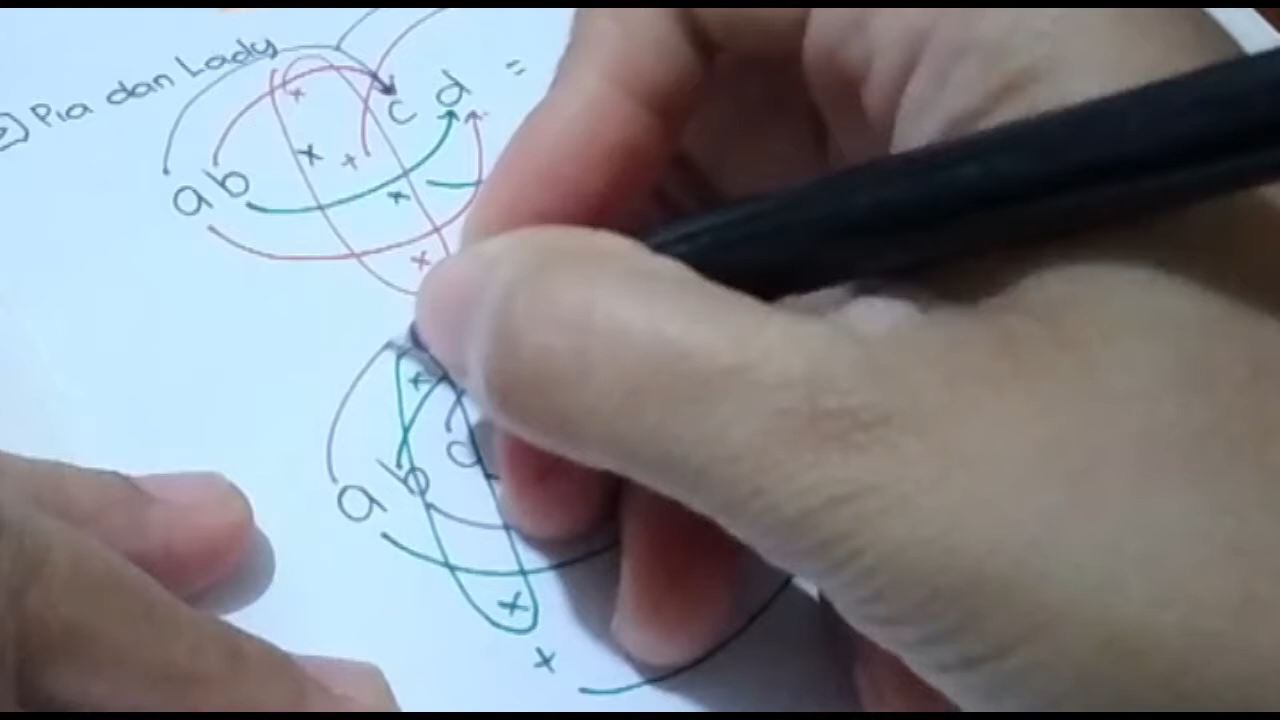 Pia dan Lady
+
c d =
× +
a b ×
×
+
a b a
×
×